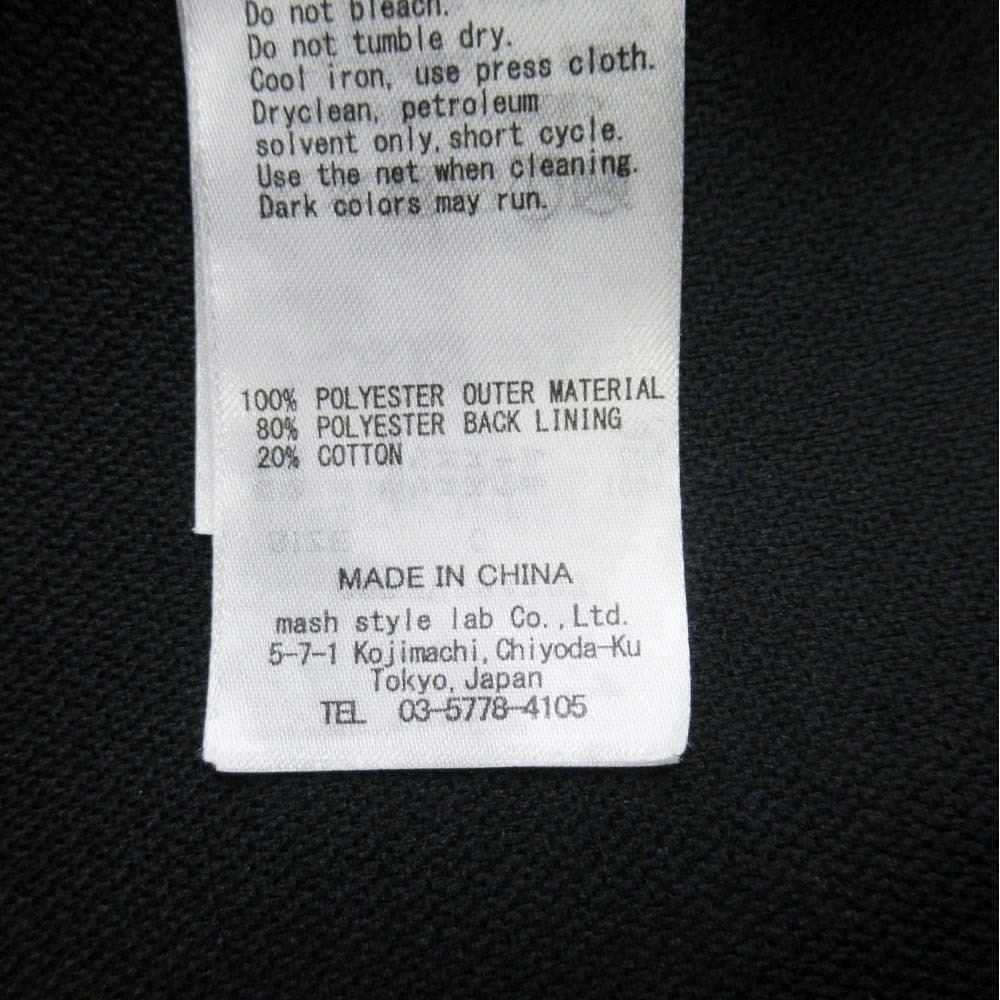 Do not bleach.
Do not tumble dry.
Cool iron, use press cloth.
Dryclean, petroleum
solvent only, short cycle.
Use the net when cleaning.
Dark colors may run.
100% POLYESTER OUTER MATERIAL
80% POLYESTER BACK LINING
20% COTTON
MADE IN CHINA
mash style lab Co., Ltd.
5-7-1 Kojimachi, Chiyoda-Ku
Tokyo, Japan
TEL 03-5778-4105